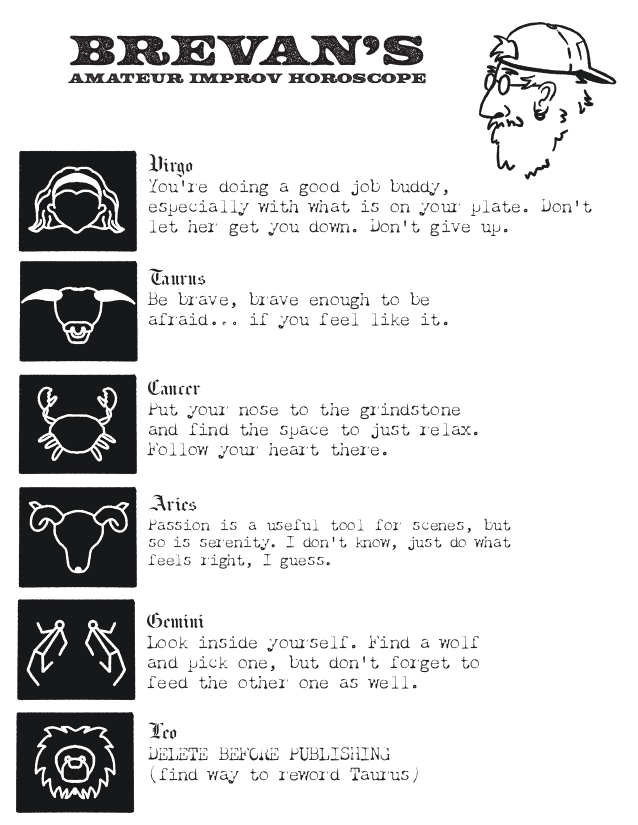 BREVAN'S
AMATEUR IMPROV HOROSCOPE
Virgo
You're doing a good job buddy,
especially with what is on your plate. Don't
let her get you down. Don't give up.
Taurus
Be brave, brave enough to be
afraid... if you feel like it.
Cancer
Put your nose to the grindstone
and find the space to just relax.
Follow your heart there.
Aries
Passion is a useful tool for scenes, but
so is serenity. I don't know, just do what
feels right, I guess.
Gemini
Look inside yourself. Find a wolf
and pick one, but don't forget to
feed the other one as well.
Leo
DELETE BEFORE PUBLISHING
(find way to reword Taurus)